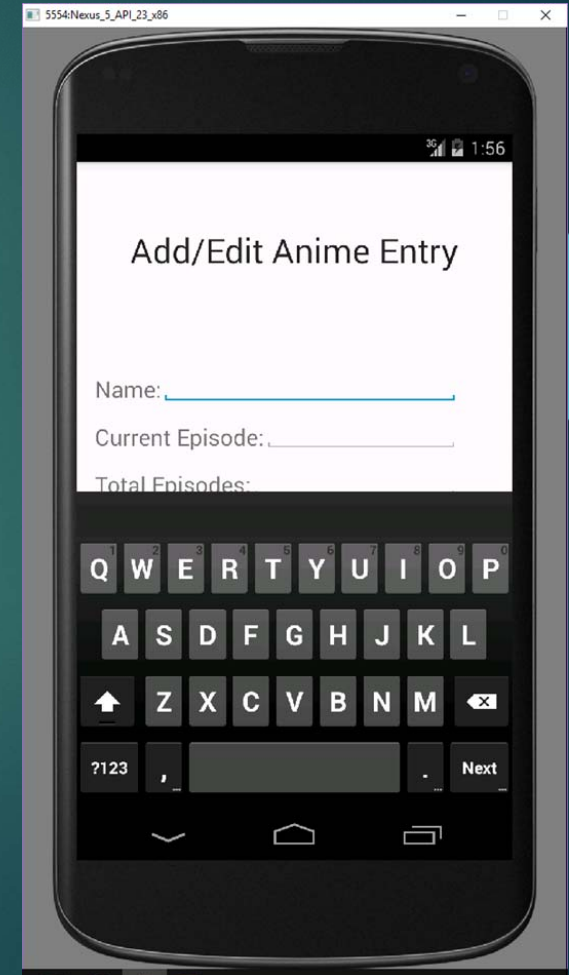 5554:Nexus_5_API_23_x86
3G 1:56
Add/Edit Anime Entry
Name:
Current Episode:
Total Episodes:
1 2 3 4 5 6 7 8 9 0
Q W E R T Y U I O P
A S D F G H J K L
Z X C V B N M
?123 , . Next